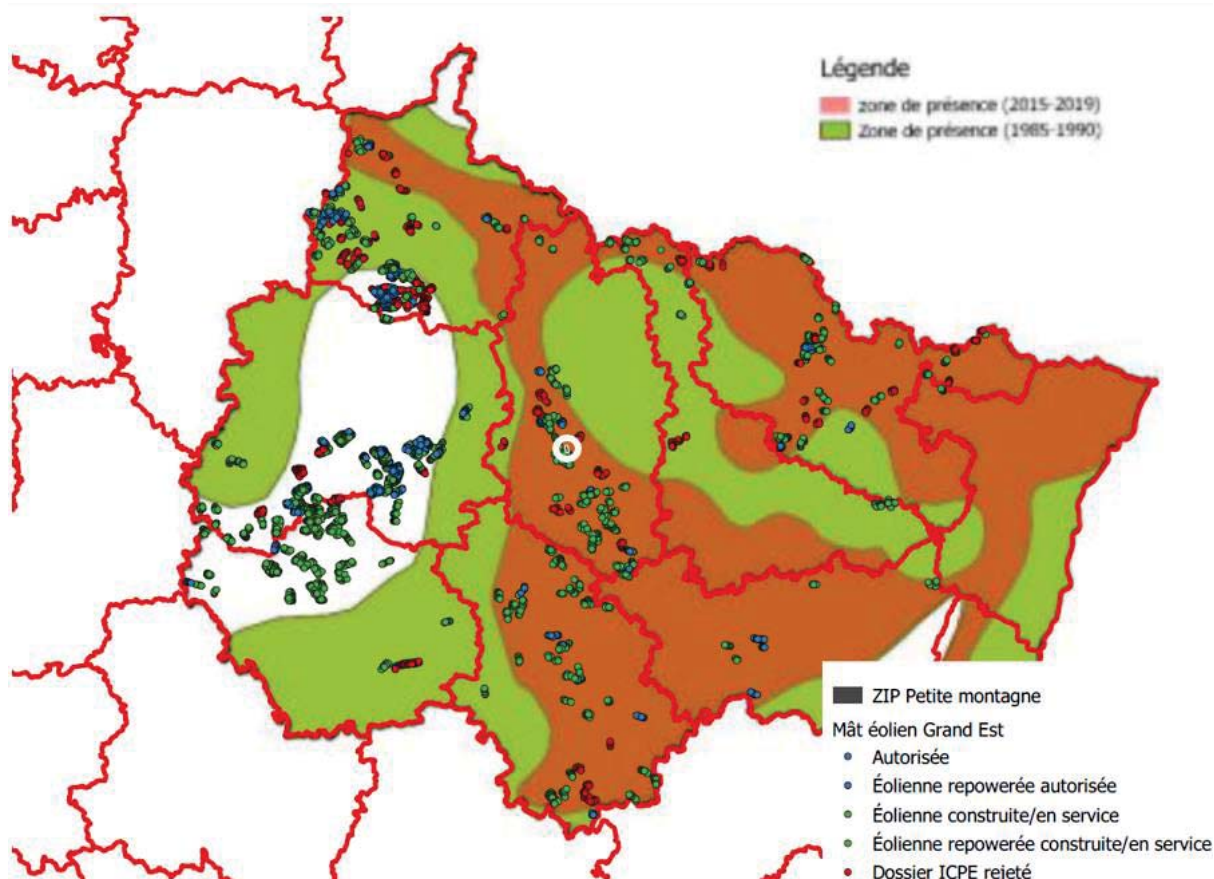 Légende
zone de présence (2015-2019)
Zone de présence (1985-1990)
ZIP Petite montagne
Mât éolien Grand Est
Autorisée
Éolienne repowerée autorisée
Éolienne construite/en service
Éolienne repowerée construite/en service
Dossier ICPE rejeté